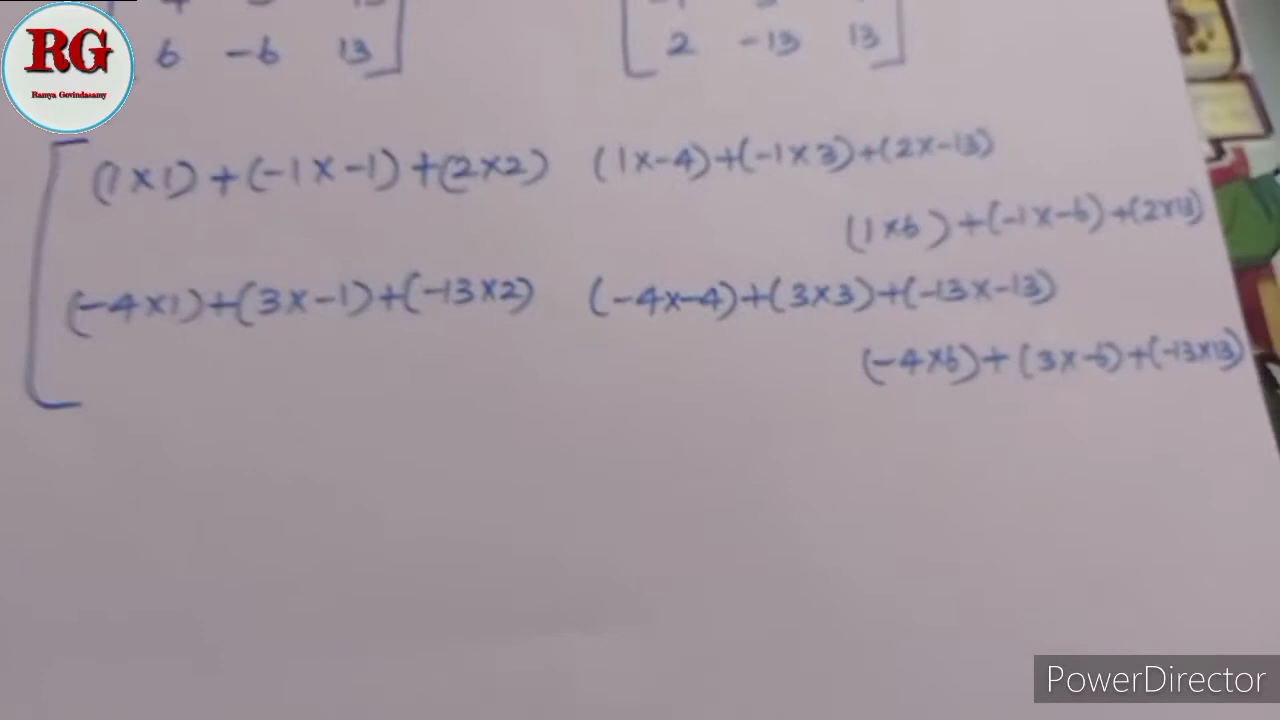 RG
Ramya Govindasamy
6 -6 13
2 -13 13
(1×1)+(-1×-1)+(2×2) (1×-4)+(-1×3)+(2×-13)
(1×6)+(-1×-6)+(2×13)
(-4×1)+(3×-1)+(-13×2) (-4×-4)+(3×3)+(-13×-13)
(-4×6)+(3×-6)+(-13×13)
PowerDirector